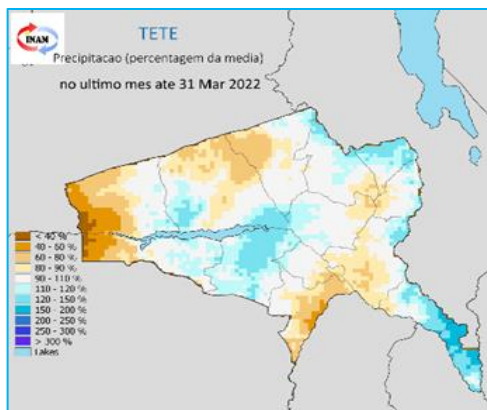 INAM
TETE
Precipitacao (percentagem da media)
no ultimo mes ate 31 Mar 2022
< 40 %
40 - 60 %
60 - 80 %
80 - 90 %
90 - 110 %
110 - 120 %
120 - 150 %
150 - 200 %
200 - 250 %
250 - 300 %
> 300 %
Lakes